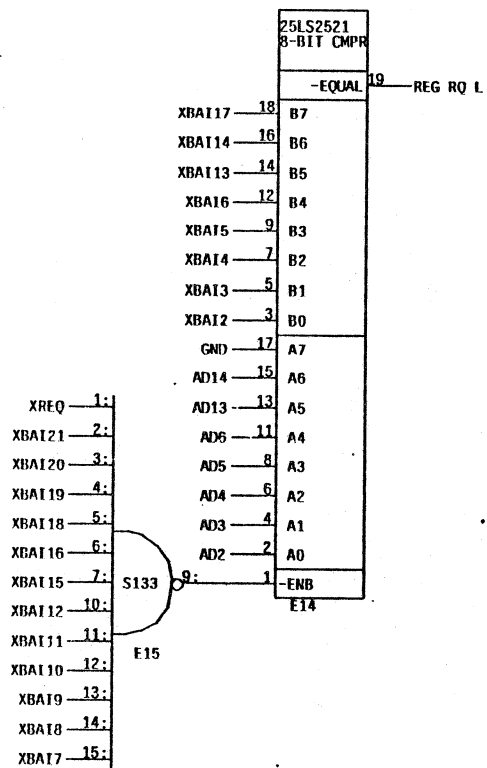 25LS2521
8-BIT CMPR
-EQUAL 19 REG RQ L
XBAI17 18 B7
XBAI14 16 B6
XBAI13 14 B5
XBAI6 12 B4
XBAI5 9 B3
XBAI4 7 B2
XBAI3 5 B1
XBAI2 3 B0
GND 17 A7
AD14 15 A6
AD13 13 A5
AD6 11 A4
AD5 8 A3
AD4 6 A2
AD3 4 A1
AD2 2 A0
1 -ENB
E14
XREQ 1:
XBAI21 2:
XBAI20 3:
XBAI19 4:
XBAI18 5:
XBAI16 6:
XBAI15 7:
S133 9:
XBAI12 10:
XBAI11 11:
E15
XBAI10 12:
XBAI9 13:
XBAI8 14:
XBAI7 15: